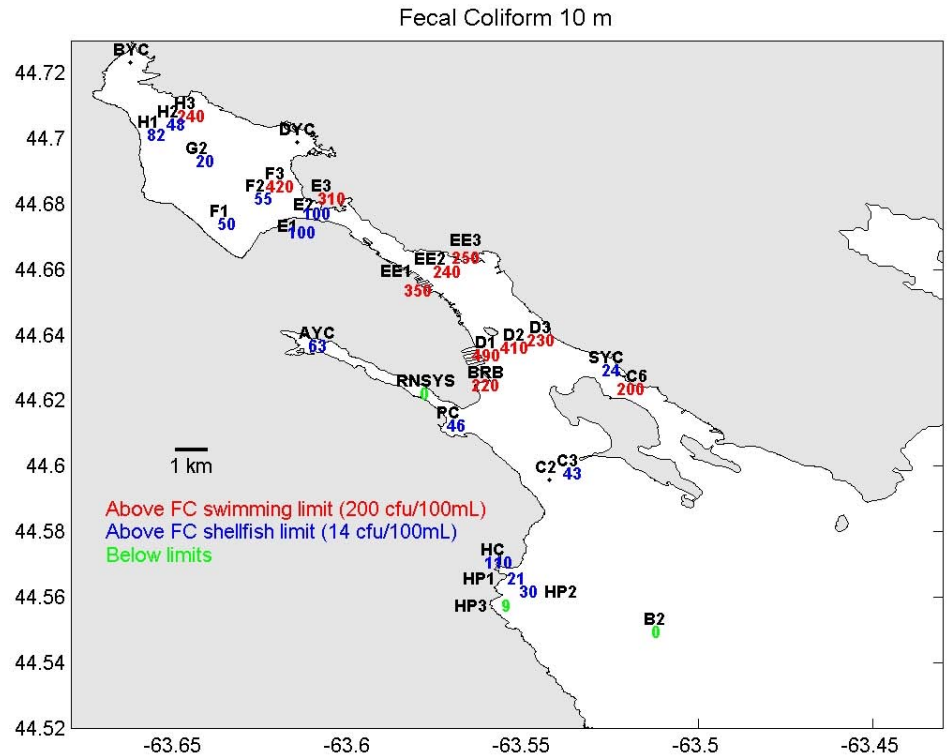 Fecal Coliform 10 m
44.72
44.7
44.68
44.66
44.64
44.62
44.6
44.58
44.56
44.54
44.52
BYC
H3
240
H2
48
H1
82
DYC
G2
20
F3
420
F2
55
E3
310
E2
100
F1
50
E1
100
EE3
250
EE2
240
EE1
350
D3
230
D2
410
D1
490
AYC
63
SYC
24
BRB
220
C6
200
RNSYS
0
PC
46
1 km
C3
43
C2
Above FC swimming limit (200 cfu/100mL)
Above FC shellfish limit (14 cfu/100mL)
Below limits
HC
110
HP1
21
30
HP2
HP3
9
B2
0
-63.65
-63.6
-63.55
-63.5
-63.45